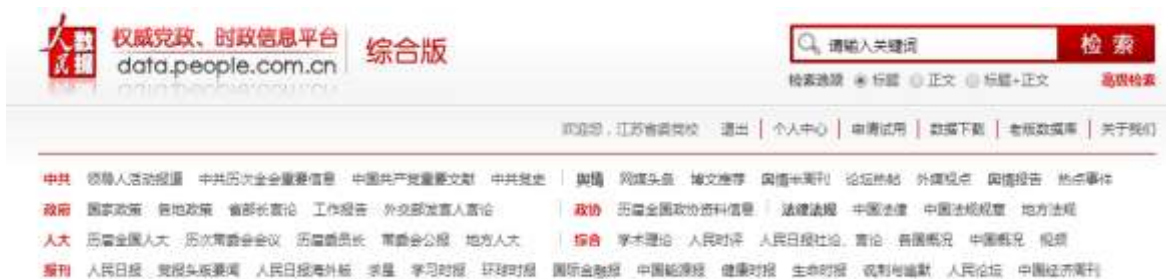 人民数据 权威党政、时政信息平台 综合版
data.people.com.cn
请输入关键词 检索
检索选项 标题 正文 标题+正文 高级检索
欢迎您，江苏省委党校 退出 | 个人中心 | 申请试用 | 数据下载 | 老版数据库 | 关于我们
中共 领导人活动报道 中共历次全会重要信息 中国共产党重要文献 中共党史 | 舆情 网媒头条 博文推荐 舆情半周刊 论坛热帖 外媒视点 舆情报告 热点事件
政府 国家政策 各地政策 省部长言论 工作报告 外交部发言人言论 | 政协 历届全国政协资料信息 | 法律法规 中国法律 中国法规规章 地方法规
人大 历届全国人大 历次常委会会议 历届委员长 常委会公报 地方人大 | 综合 学术理论 人民时评 人民日报社论、言论 各国概况 中国概况 视频
报刊 人民日报 党报头版要闻 人民日报海外版 求是 学习时报 环球时报 国际金融报 中国能源报 健康时报 生命时报 讽刺与幽默 人民论坛 中国经济周刊